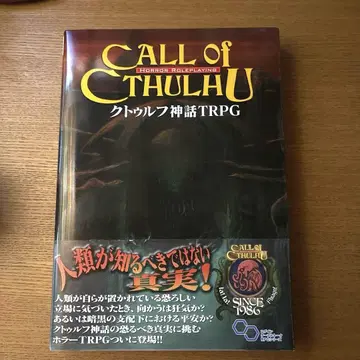 CALL of
HORROR ROLEPLAYING
CTHULHU
クトゥルフ神話TRPG
人類が知るべきではない
真実!
CALL of
CTHULHU
SINCE
1986
人類が自らが置かれている恐ろしい
立場に気づいたとき、向かうは狂気か?
あるいは暗黒の支配下における平安か?
クトゥルフ神話の恐るべき真実に挑む
ホラーTRPGついに登場!!